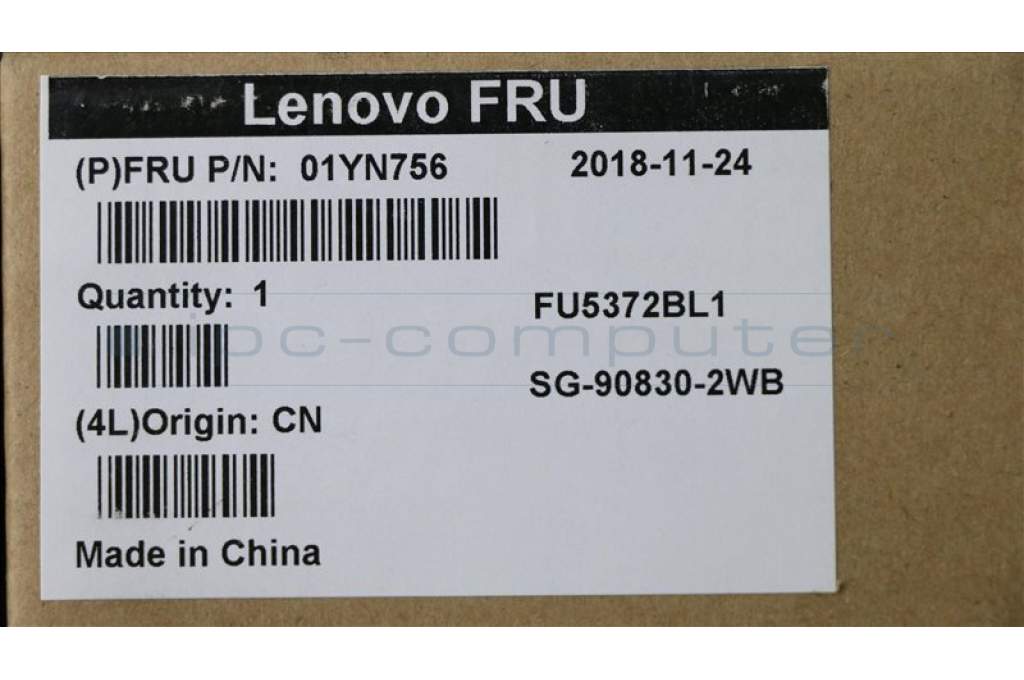 Lenovo FRU
(P)FRU P/N: 01YN756
2018-11-24
Quantity: 1
FU5372BL1
ipc-computer
SG-90830-2WB
(4L)Origin: CN
Made in China